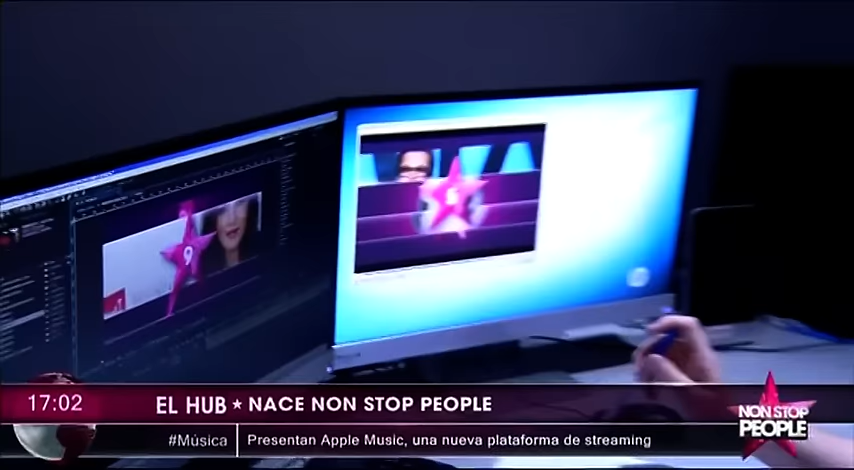 9
17:02
EL HUB ★ NACE NON STOP PEOPLE
NON STOP
PEOPLE
#Música
Presentan Apple Music, una nueva plataforma de streaming